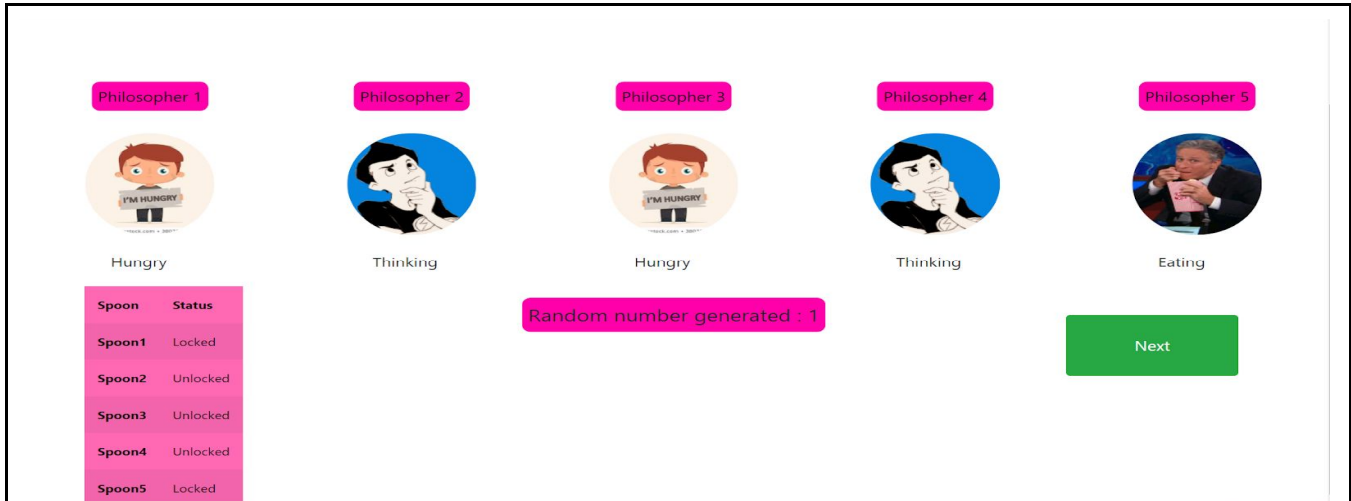 Philosopher 1 Philosopher 2 Philosopher 3 Philosopher 4 Philosopher 5
I'M HUNGRY I'M HUNGRY
Hungry Thinking Hungry Thinking Eating
Random number generated : 1
Next
Spoon Status
Spoon1 Locked
Spoon2 Unlocked
Spoon3 Unlocked
Spoon4 Unlocked
Spoon5 Locked